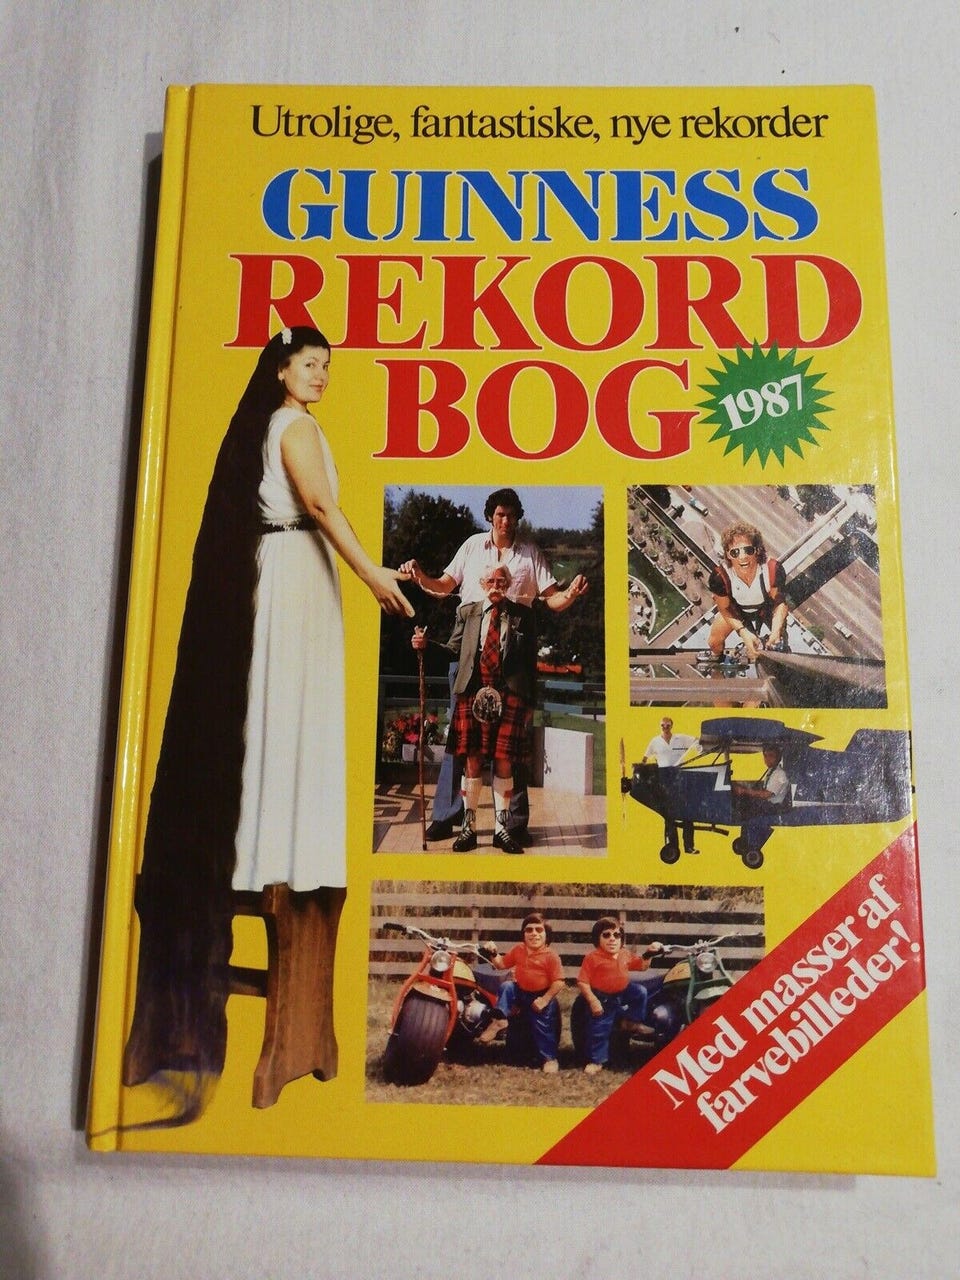 Utrolige, fantastiske, nye rekorder
GUINNESS
REKORD
BOG
1987
Med masser af
farvebilleder!